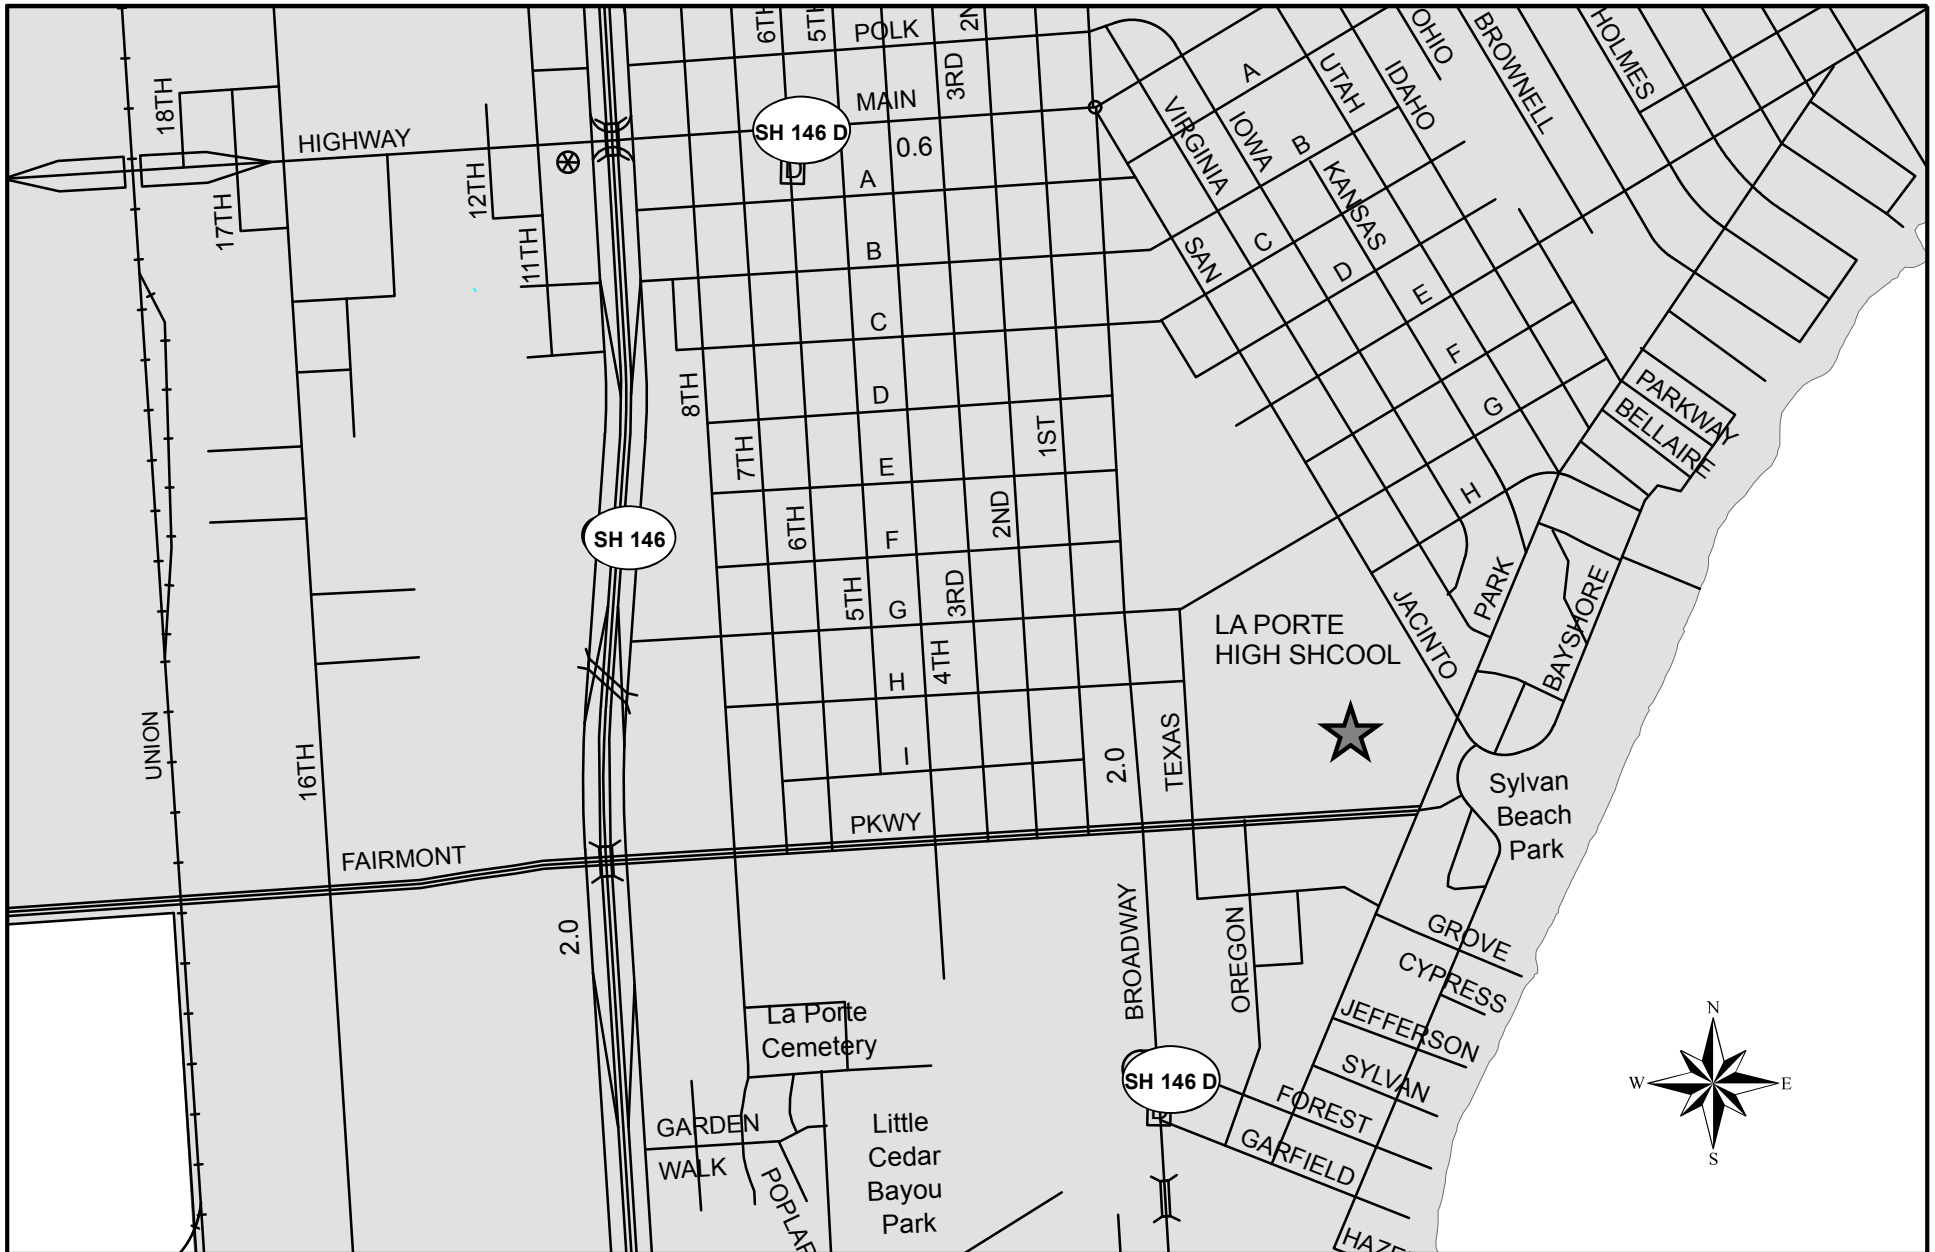 6TH
5TH
POLK
2N
OHIO
BROWNELL
HOLMES
3RD
A
UTAH
IDAHO
18TH
MAIN
SH 146 D
D
0.6
HIGHWAY
VIRGINIA
IOWA
B
KANSAS
12TH
A
17TH
11TH
B
SAN
C
D
E
C
F
8TH
D
PARKWAY
BELLAIRE
G
1ST
7TH
E
H
6TH
2ND
SH 146
F
PARK
BAYSHORE
JACINTO
5TH
3RD
G
LA PORTE
HIGH SHCOOL
4TH
H
UNION
16TH
I
2.0
TEXAS
Sylvan
Beach
Park
PKWY
FAIRMONT
2.0
BROADWAY
OREGON
GROVE
CYPRESS
JEFFERSON
SYLVAN
FOREST
GARFIELD
La Porte
Cemetery
SH 146 D
N
W
E
S
GARDEN
WALK
POPLAR
Little
Cedar
Bayou
Park